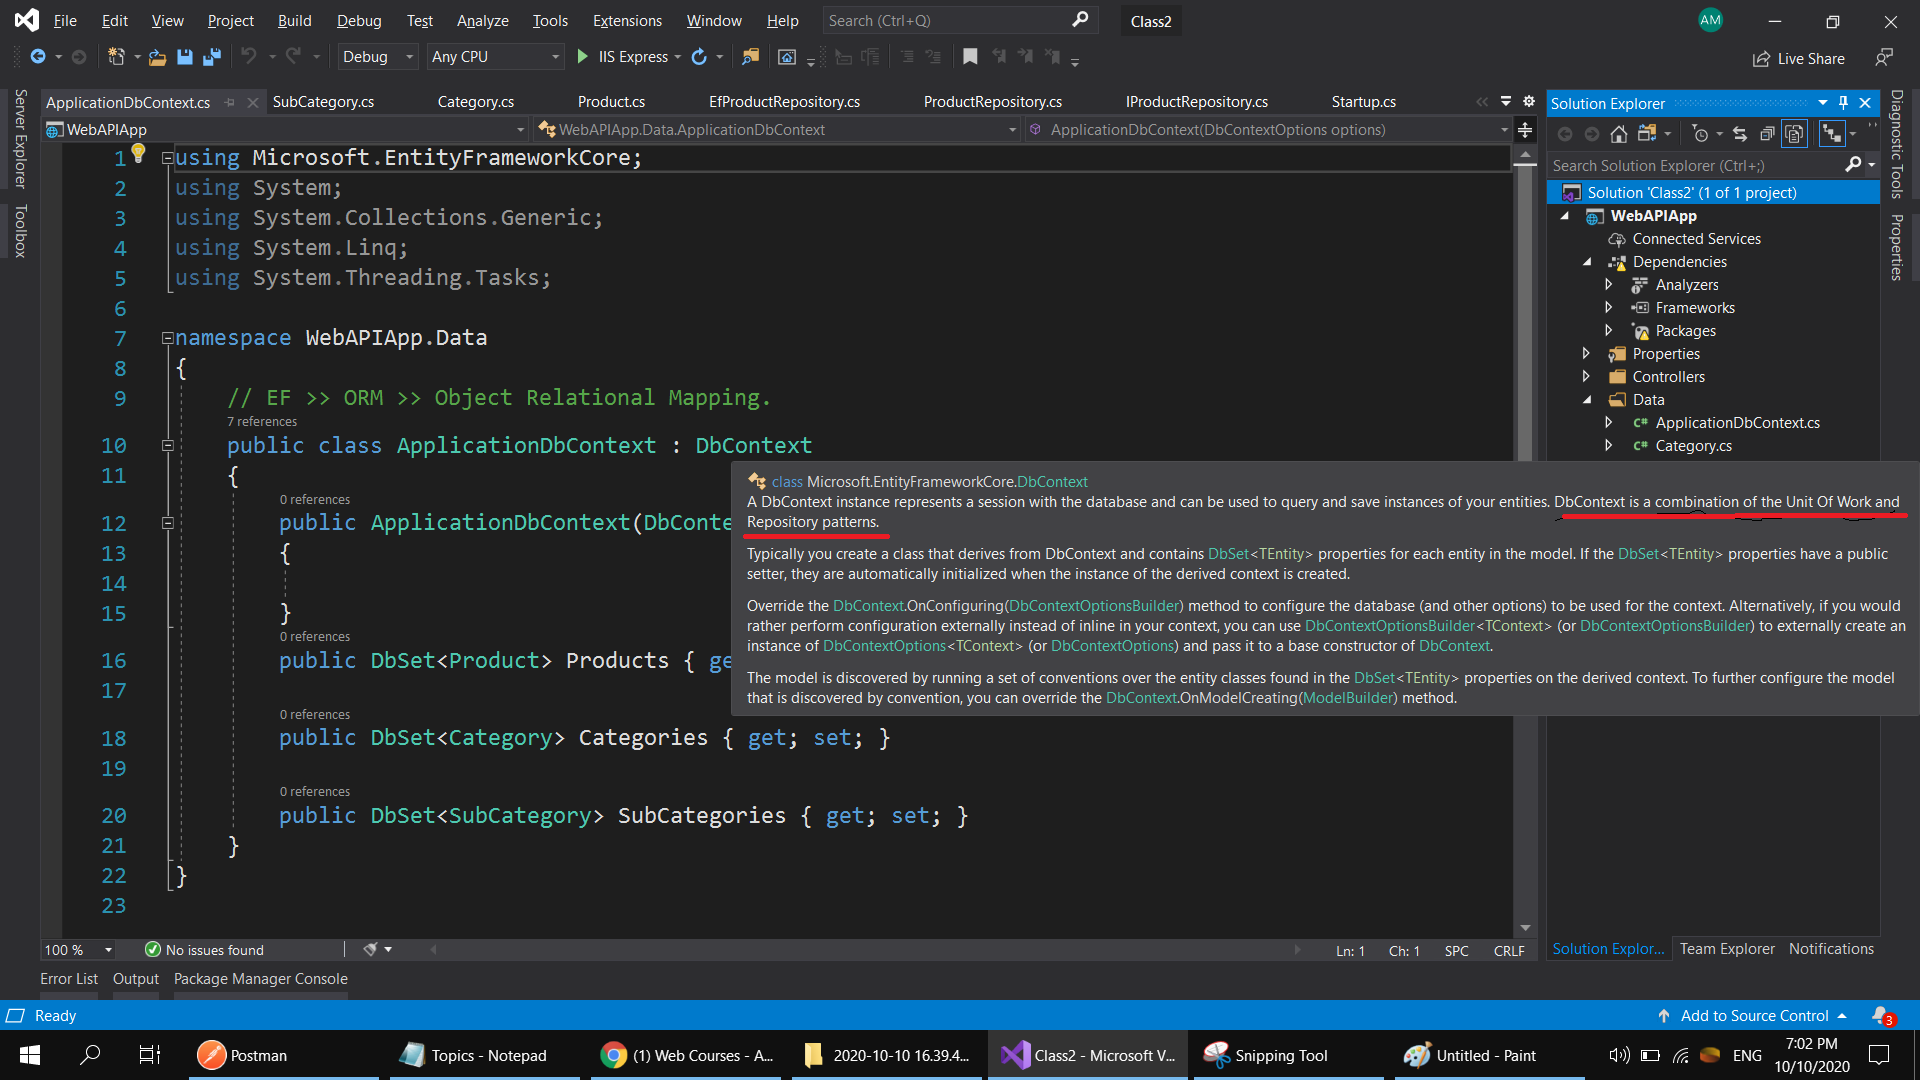 File Edit View Project Build Debug Test Analyze Tools Extensions Window Help Search (Ctrl+Q) Class2 AM
Debug Any CPU IIS Express Live Share
Server Explorer
Toolbox
ApplicationDbContext.cs SubCategory.cs Category.cs Product.cs EfProductRepository.cs ProductRepository.cs IProductRepository.cs Startup.cs
WebAPIApp WebAPIApp.Data.ApplicationDbContext ApplicationDbContext(DbContextOptions options)
1 using Microsoft.EntityFrameworkCore;
2 using System;
3 using System.Collections.Generic;
4 using System.Linq;
5 using System.Threading.Tasks;
6
7 namespace WebAPIApp.Data
8 {
9 // EF >> ORM >> Object Relational Mapping.
7 references
10 public class ApplicationDbContext : DbContext
11 {
0 references
12 public ApplicationDbContext(DbConte
13 {
14
15 }
0 references
16 public DbSet<Product> Products { ge
17
0 references
18 public DbSet<Category> Categories { get; set; }
19
0 references
20 public DbSet<SubCategory> SubCategories { get; set; }
21 }
22 }
23
class Microsoft.EntityFrameworkCore.DbContext
A DbContext instance represents a session with the database and can be used to query and save instances of your entities. DbContext is a combination of the Unit Of Work and
Repository patterns.
Typically you create a class that derives from DbContext and contains DbSet<TEntity> properties for each entity in the model. If the DbSet<TEntity> properties have a public
setter, they are automatically initialized when the instance of the derived context is created.
Override the DbContext.OnConfiguring(DbContextOptionsBuilder) method to configure the database (and other options) to be used for the context. Alternatively, if you would
rather perform configuration externally instead of inline in your context, you can use DbContextOptionsBuilder<TContext> (or DbContextOptionsBuilder) to externally create an
instance of DbContextOptions<TContext> (or DbContextOptions) and pass it to a base constructor of DbContext.
The model is discovered by running a set of conventions over the entity classes found in the DbSet<TEntity> properties on the derived context. To further configure the model
that is discovered by convention, you can override the DbContext.OnModelCreating(ModelBuilder) method.
Solution Explorer
Search Solution Explorer (Ctrl+;)
Solution 'Class2' (1 of 1 project)
WebAPIApp
Connected Services
Dependencies
Analyzers
Frameworks
Packages
Properties
Controllers
Data
C# ApplicationDbContext.cs
C# Category.cs
Diagnostic Tools
Properties
100 % No issues found Ln: 1 Ch: 1 SPC CRLF
Solution Explor... Team Explorer Notifications
Error List Output Package Manager Console
Ready Add to Source Control 3
Postman Topics - Notepad (1) Web Courses - A... 2020-10-10 16.39.4... Class2 - Microsoft V... Snipping Tool Untitled - Paint ENG 7:02 PM
10/10/2020